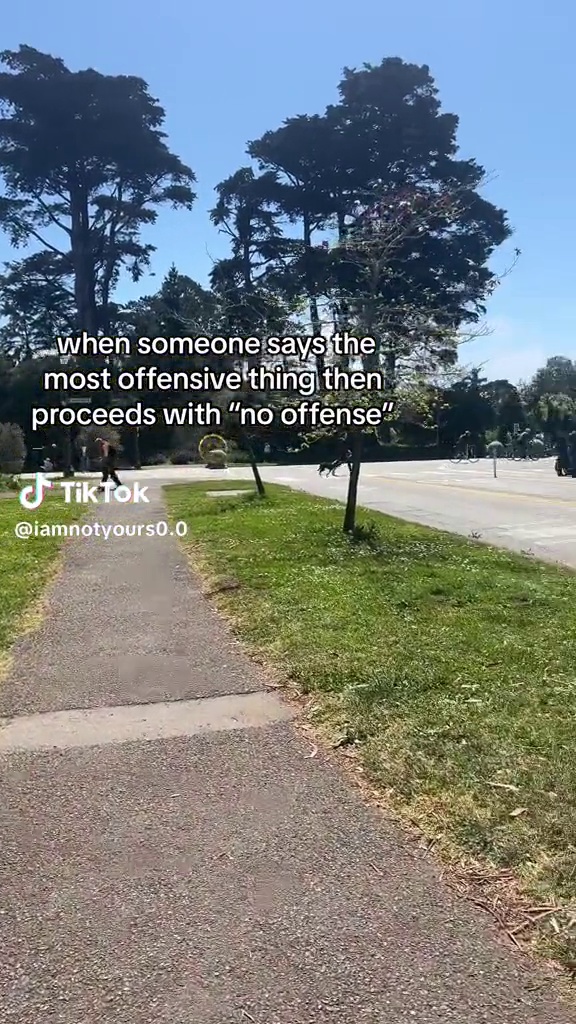 when someone says the
most offensive thing then
proceeds with “no offense”
TikTok
@iamnotyours0.0